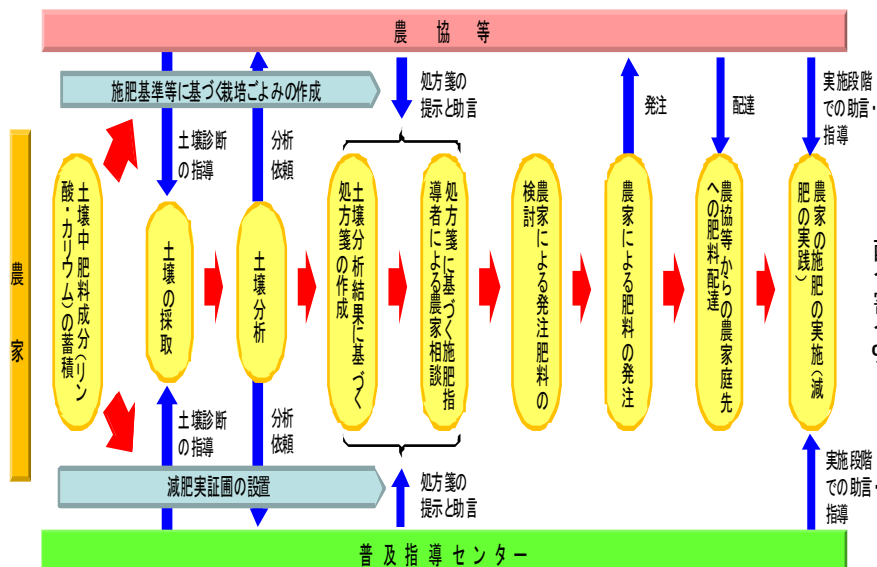 農協等
施肥基準等に基づく栽培ごよみの作成
処方箋の
提示と助言
発注
配達
実施段階
での助言・
指導
土壌診断
の指導
分析
依頼
農家
土壌中肥料成分(リン
酸・カリウム)の蓄積
土壌の採取
土壌分析
土壌分析結果に基づく
処方箋の作成
処方箋に基づく施肥指
導者による農家相談
農家による発注肥料の
検討
農家による肥料の発注
農協等からの農家庭先
への肥料配達
農家の施肥の実施(減
肥の実践)
土壌診断
の指導
分析
依頼
減肥実証圃の設置
処方箋の
提示と助言
実施段階
での助言・
指導
普及指導センター